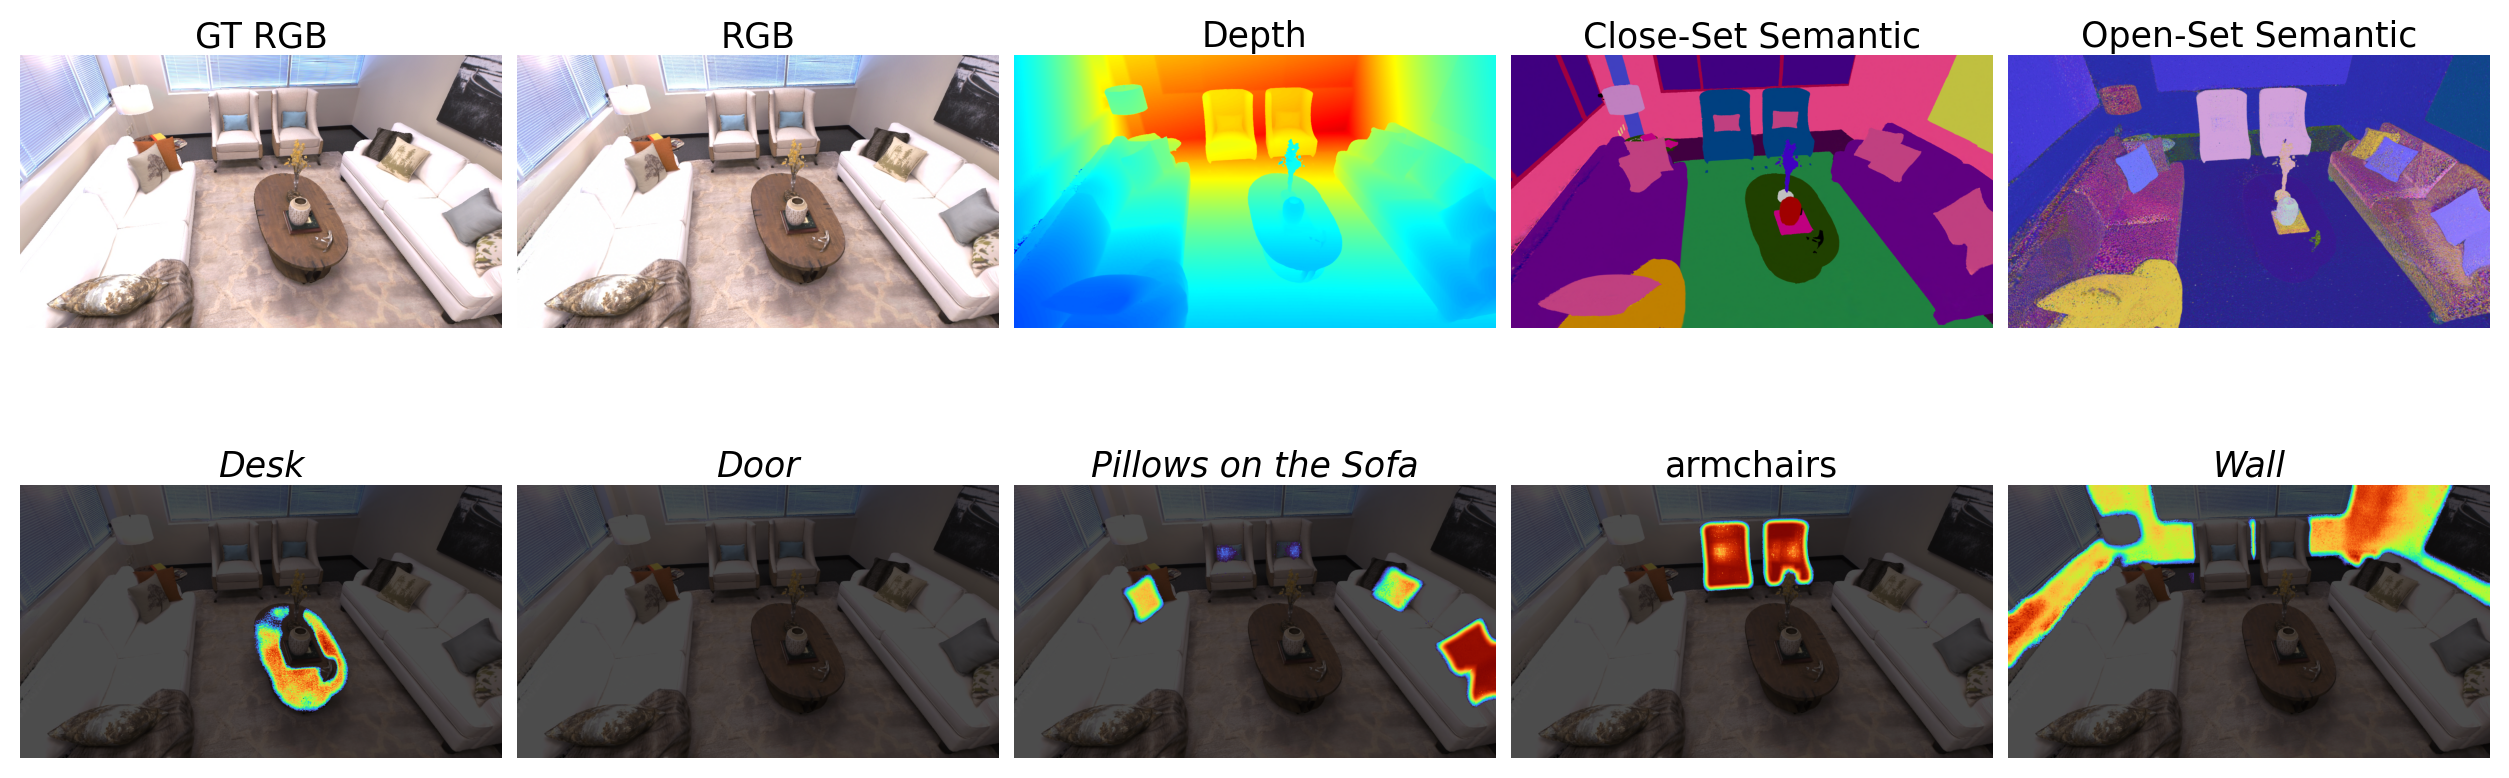 GT RGB
RGB
Depth
Close-Set Semantic
Open-Set Semantic
Desk
Door
Pillows on the Sofa
armchairs
Wall